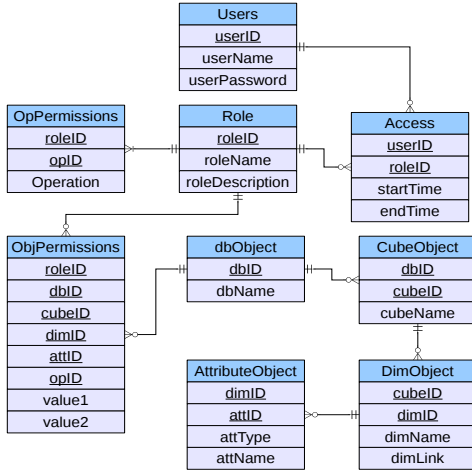 Users
userID
userName
userPassword
OpPermissions
roleID
opID
Operation
Role
roleID
roleName
roleDescription
Access
userID
roleID
startTime
endTime
ObjPermissions
roleID
dbID
cubeID
dimID
attID
opID
value1
value2
dbObject
dbID
dbName
CubeObject
dbID
cubeID
cubeName
AttributeObject
dimID
attID
attType
attName
DimObject
cubeID
dimID
dimName
dimLink